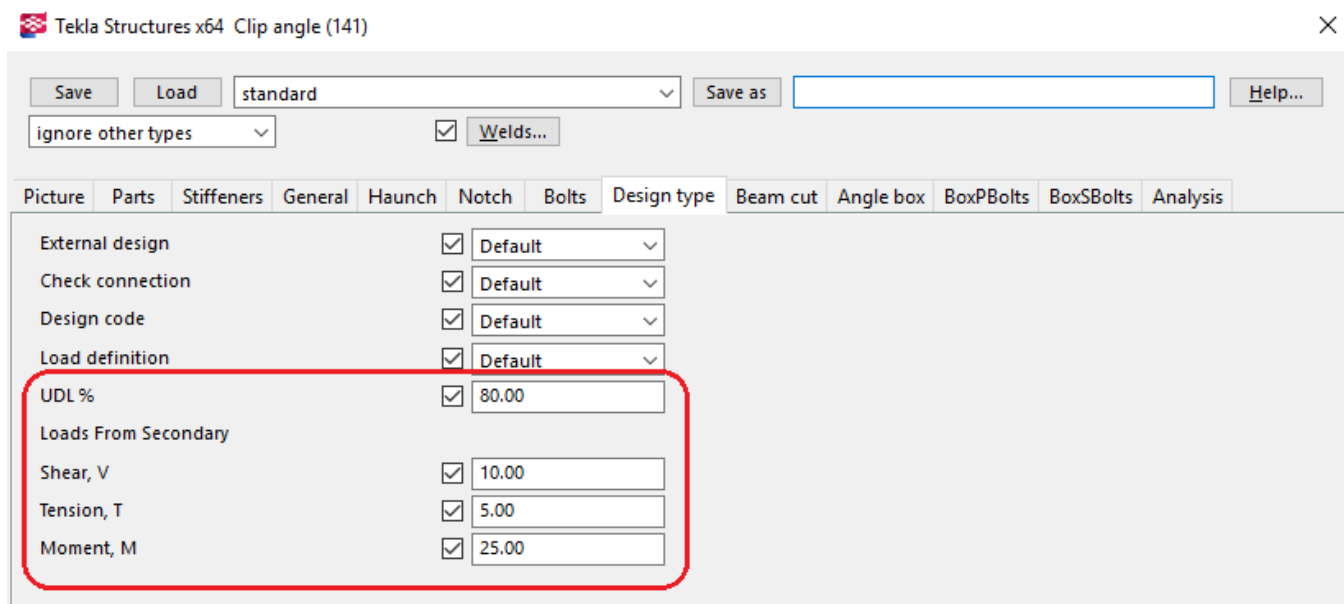 Tekla Structures x64 Clip angle (141)
Save Load standard Save as Help...
ignore other types Welds...
Picture Parts Stiffeners General Haunch Notch Bolts Design type Beam cut Angle box BoxPBolts BoxSBolts Analysis
External design Default
Check connection Default
Design code Default
Load definition Default
UDL % 80.00
Loads From Secondary
Shear, V 10.00
Tension, T 5.00
Moment, M 25.00